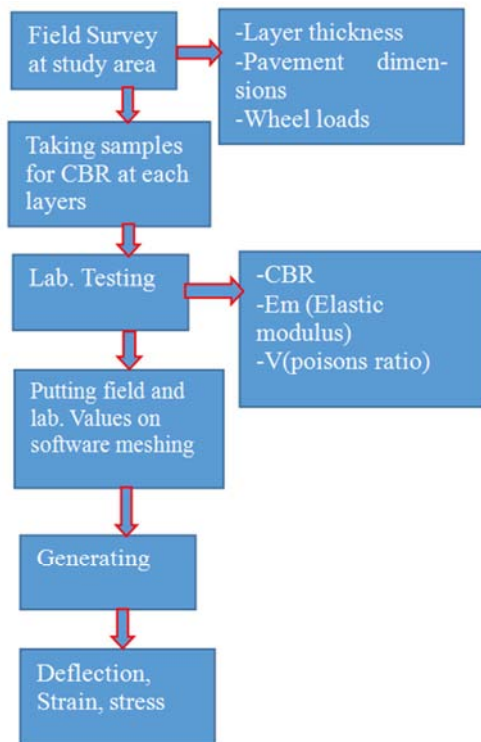 Field Survey
at study area
-Layer thickness
-Pavement dimen-
sions
-Wheel loads
Taking samples
for CBR at each
layers
Lab. Testing
-CBR
-Em (Elastic
modulus)
-V(poisons ratio)
Putting field and
lab. Values on
software meshing
Generating
Deflection,
Strain, stress